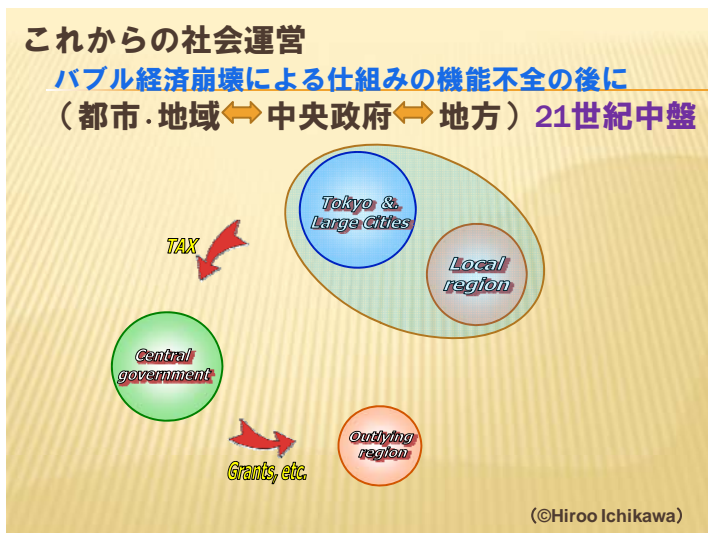 これからの社会運営
バブル経済崩壊による仕組みの機能不全の後に
（都市．地域⇔中央政府⇔地方）21世紀中盤
Tokyo &.
Large Cities
TAX
Local
region
Central
government
Outlying
region
Grants, etc.
（©Hiroo Ichikawa）